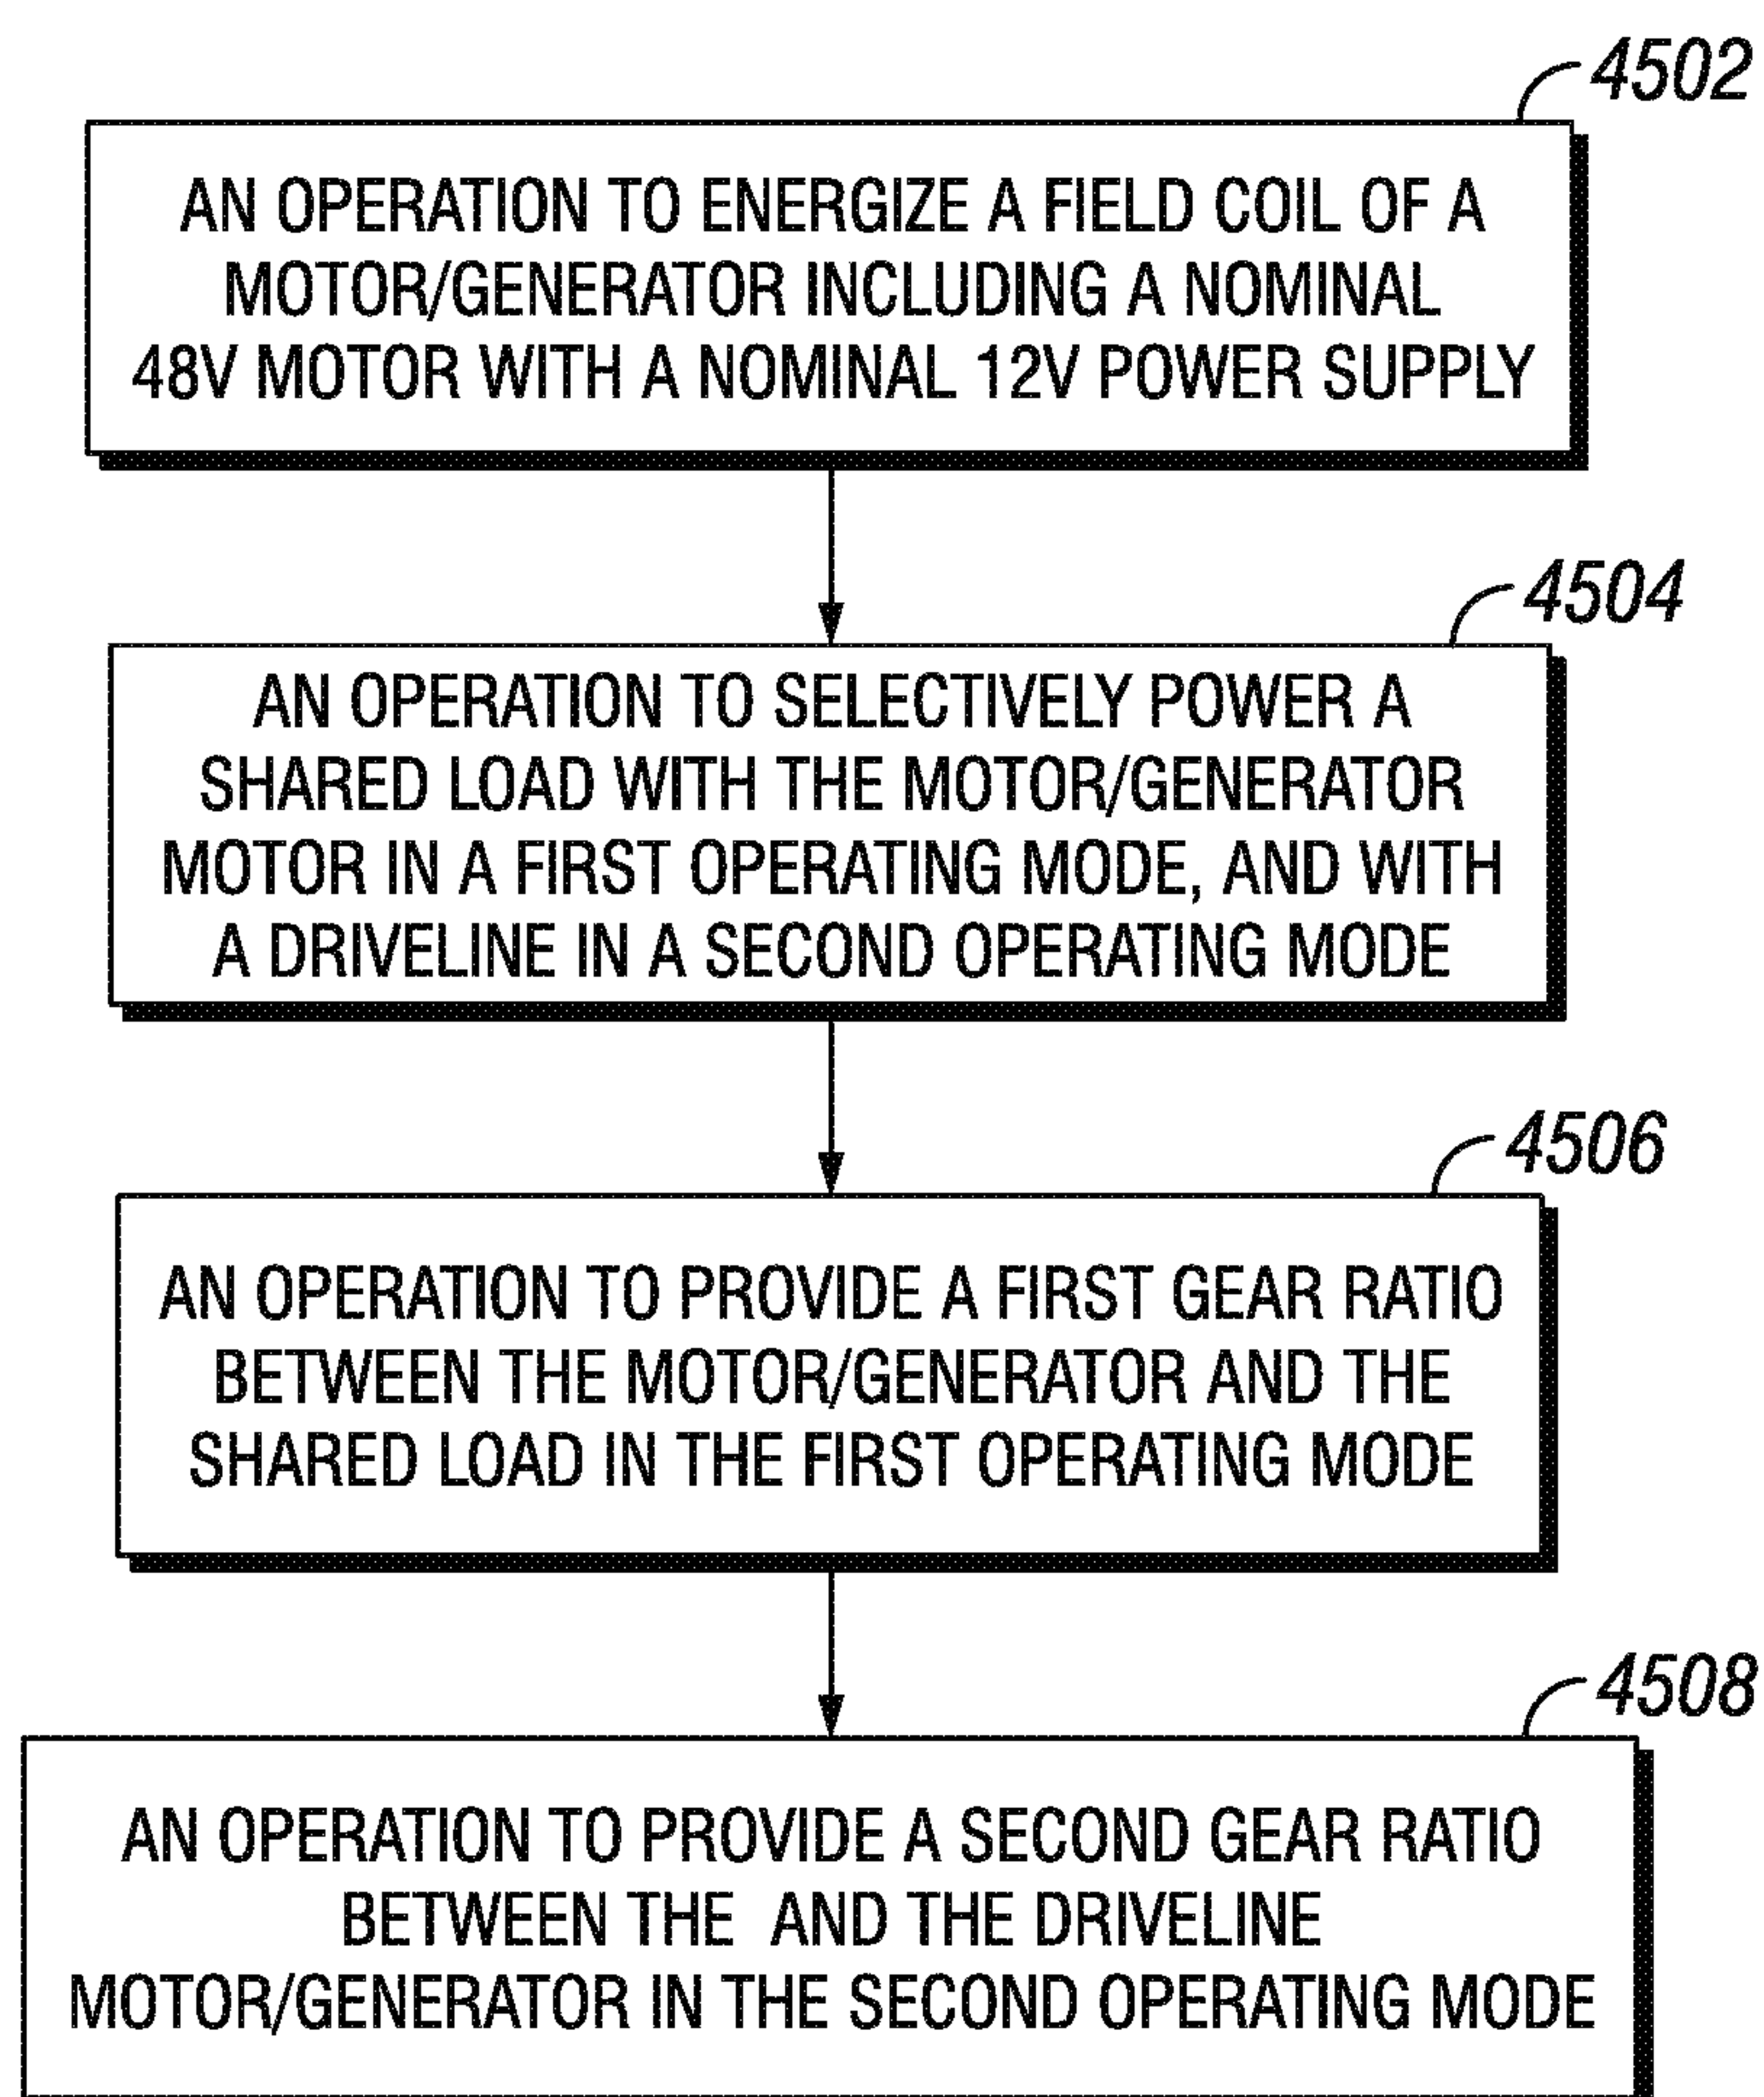 4502
AN OPERATION TO ENERGIZE A FIELD COIL OF A
MOTOR/GENERATOR INCLUDING A NOMINAL
48V MOTOR WITH A NOMINAL 12V POWER SUPPLY
4504
AN OPERATION TO SELECTIVELY POWER A
SHARED LOAD WITH THE MOTOR/GENERATOR
MOTOR IN A FIRST OPERATING MODE, AND WITH
A DRIVELINE IN A SECOND OPERATING MODE
4506
AN OPERATION TO PROVIDE A FIRST GEAR RATIO
BETWEEN THE MOTOR/GENERATOR AND THE
SHARED LOAD IN THE FIRST OPERATING MODE
4508
AN OPERATION TO PROVIDE A SECOND GEAR RATIO
BETWEEN THE AND THE DRIVELINE
MOTOR/GENERATOR IN THE SECOND OPERATING MODE